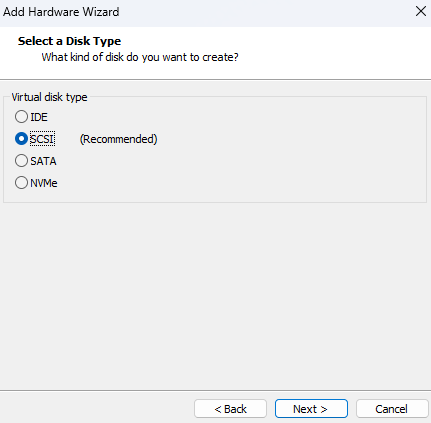 Add Hardware Wizard
Select a Disk Type
What kind of disk do you want to create?
Virtual disk type
IDE
SCSI (Recommended)
SATA
NVMe
< Back Next > Cancel